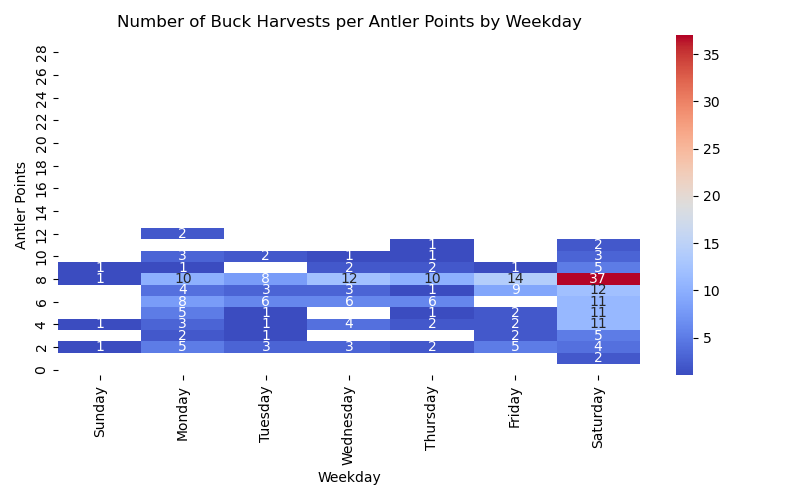 Number of Buck Harvests per Antler Points by Weekday
28
26
24
22
20
18
16
14
12
10
8
6
4
2
0
Antler Points
2
1 2
3 2 1 1 3
1 1 2 2 1 5
1 10 8 12 10 14 37
4 3 3 1 9 12
8 6 6 6 11
5 1 1 2 11
1 3 1 4 2 2 11
2 1 2 5
1 5 3 3 2 5 4
2
Sunday Monday Tuesday Wednesday Thursday Friday Saturday
Weekday
35
30
25
20
15
10
5